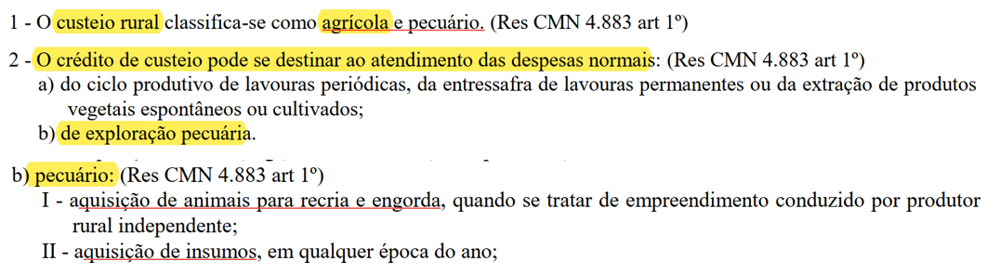 1 - O custeio rural classifica-se como agrícola e pecuário. (Res CMN 4.883 art 1º)
2 - O crédito de custeio pode se destinar ao atendimento das despesas normais: (Res CMN 4.883 art 1º)
a) do ciclo produtivo de lavouras periódicas, da entressafra de lavouras permanentes ou da extração de produtos
vegetais espontâneos ou cultivados;
b) de exploração pecuária.
b) pecuário: (Res CMN 4.883 art 1º)
I - aquisição de animais para recria e engorda, quando se tratar de empreendimento conduzido por produtor
rural independente;
II - aquisição de insumos, em qualquer época do ano;